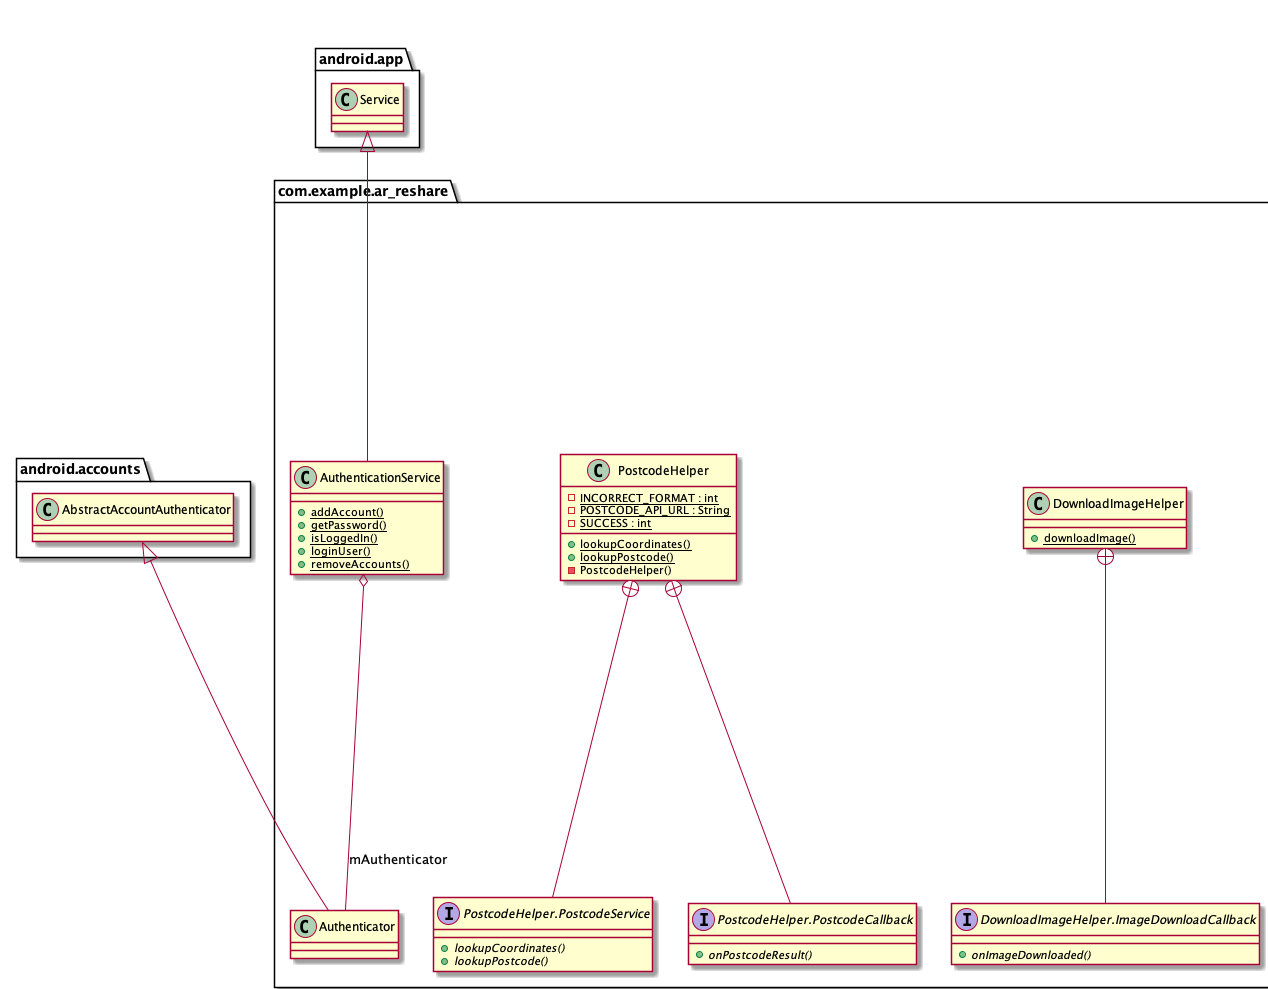 android.app
C Service
com.example.ar_reshare
android.accounts
C AbstractAccountAuthenticator
C AuthenticationService
addAccount()
getPassword()
isLoggedIn()
loginUser()
removeAccounts()
C PostcodeHelper
INCORRECT_FORMAT : int
POSTCODE_API_URL : String
SUCCESS : int
lookupCoordinates()
lookupPostcode()
PostcodeHelper()
C DownloadImageHelper
downloadImage()
mAuthenticator
C Authenticator
I PostcodeHelper.PostcodeService
lookupCoordinates()
lookupPostcode()
I PostcodeHelper.PostcodeCallback
onPostcodeResult()
I DownloadImageHelper.ImageDownloadCallback
onImageDownloaded()